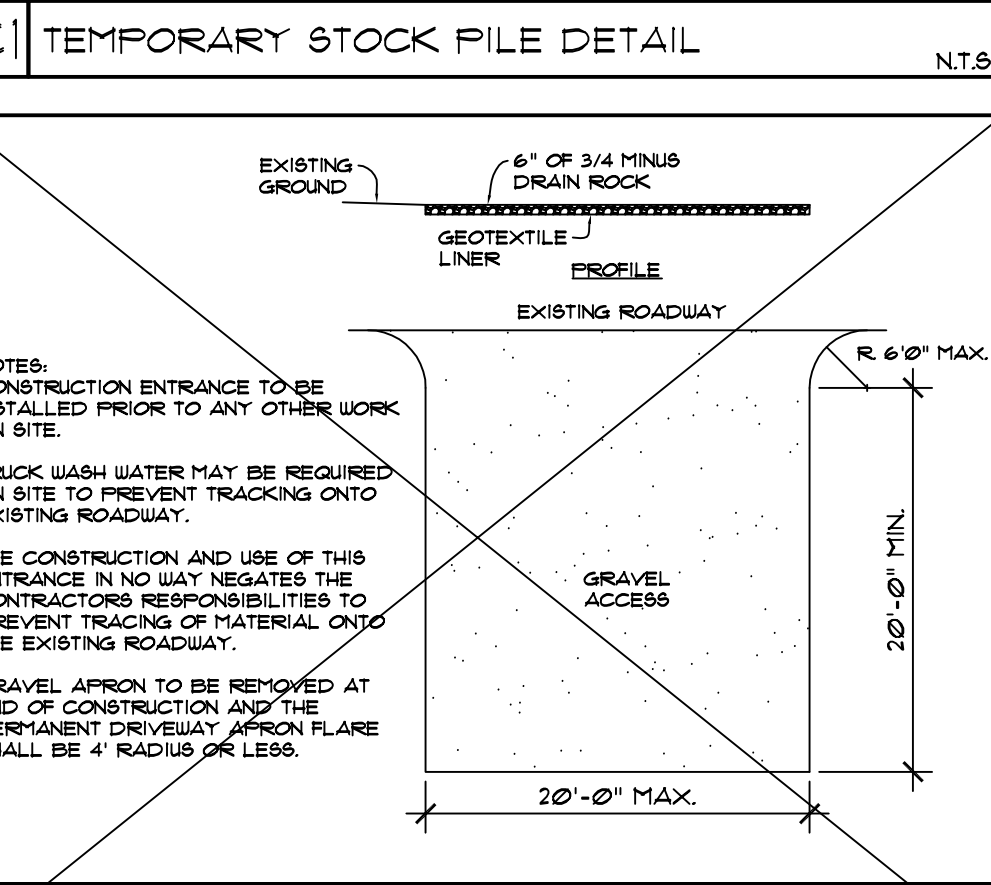 TEMPORARY STOCK PILE DETAIL
N.T.S
EXISTING
GROUND
6" OF 3/4 MINUS
DRAIN ROCK
GEOTEXTILE
LINER
PROFILE
EXISTING ROADWAY
R 6'0" MAX.
OTES:
ONSTRUCTION ENTRANCE TO BE
STALLED PRIOR TO ANY OTHER WORK
N SITE.
RUCK WASH WATER MAY BE REQUIRED
N SITE TO PREVENT TRACKING ONTO
XISTING ROADWAY.
E CONSTRUCTION AND USE OF THIS
NTRANCE IN NO WAY NEGATES THE
ONTRACTORS RESPONSIBILITIES TO
REVENT TRACING OF MATERIAL ONTO
E EXISTING ROADWAY.
RAVEL APRON TO BE REMOVED AT
ND OF CONSTRUCTION AND THE
ERMANENT DRIVEWAY APRON FLARE
HALL BE 4' RADIUS OR LESS.
GRAVEL
ACCESS
20'-0" MIN.
20'-0" MAX.